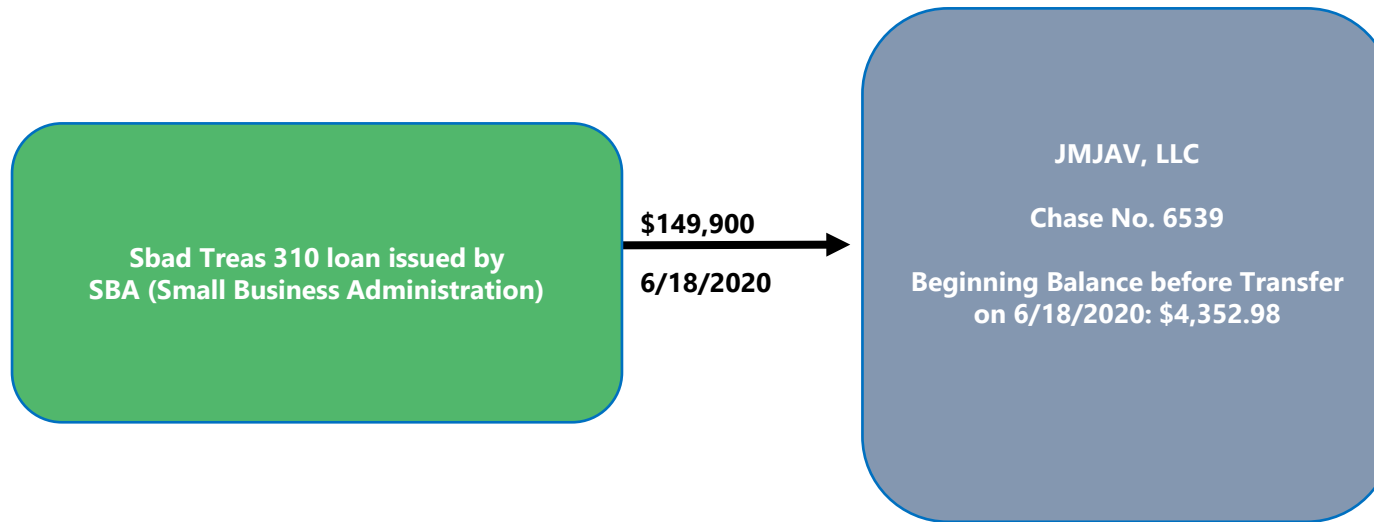 Sbad Treas 310 loan issued by
SBA (Small Business Administration)
$149,900
6/18/2020
JMJAV, LLC
Chase No. 6539
Beginning Balance before Transfer
on 6/18/2020: $4,352.98